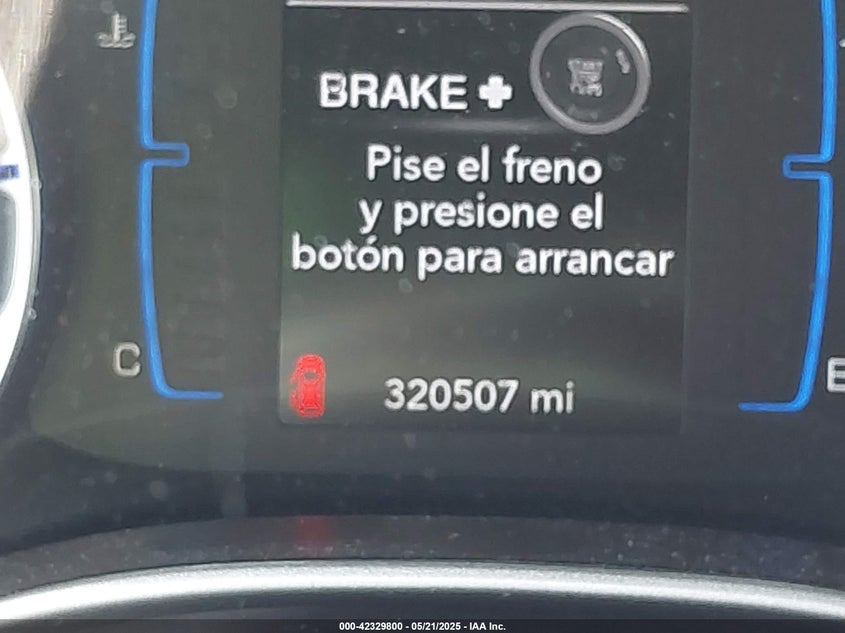 BRAKE +
Pise el freno
y presione el
botón para arrancar
C
E
320507 mi
000-42329800 - 05/21/2025 - IAA Inc.